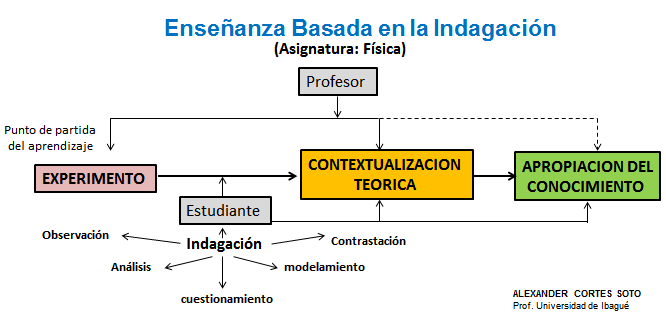 Enseñanza Basada en la Indagación
(Asignatura: Física)
Profesor
Punto de partida
del aprendizaje
EXPERIMENTO
CONTEXTUALIZACION
TEORICA
APROPIACION DEL
CONOCIMIENTO
Estudiante
Observación
Indagación
Contrastación
Análisis
modelamiento
cuestionamiento
ALEXANDER CORTES SOTO
Prof. Universidad de Ibagué